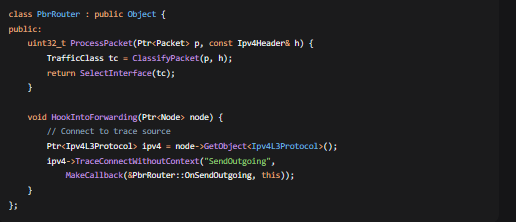 class PbrRouter : public Object {
public:
    uint32_t ProcessPacket(Ptr<Packet> p, const Ipv4Header& h) {
        TrafficClass tc = ClassifyPacket(p, h);
        return SelectInterface(tc);
    }

    void HookIntoForwarding(Ptr<Node> node) {
        // Connect to trace source
        Ptr<Ipv4L3Protocol> ipv4 = node->GetObject<Ipv4L3Protocol>();
        ipv4->TraceConnectWithoutContext("SendOutgoing",
            MakeCallback(&PbrRouter::OnSendOutgoing, this));
    }
};